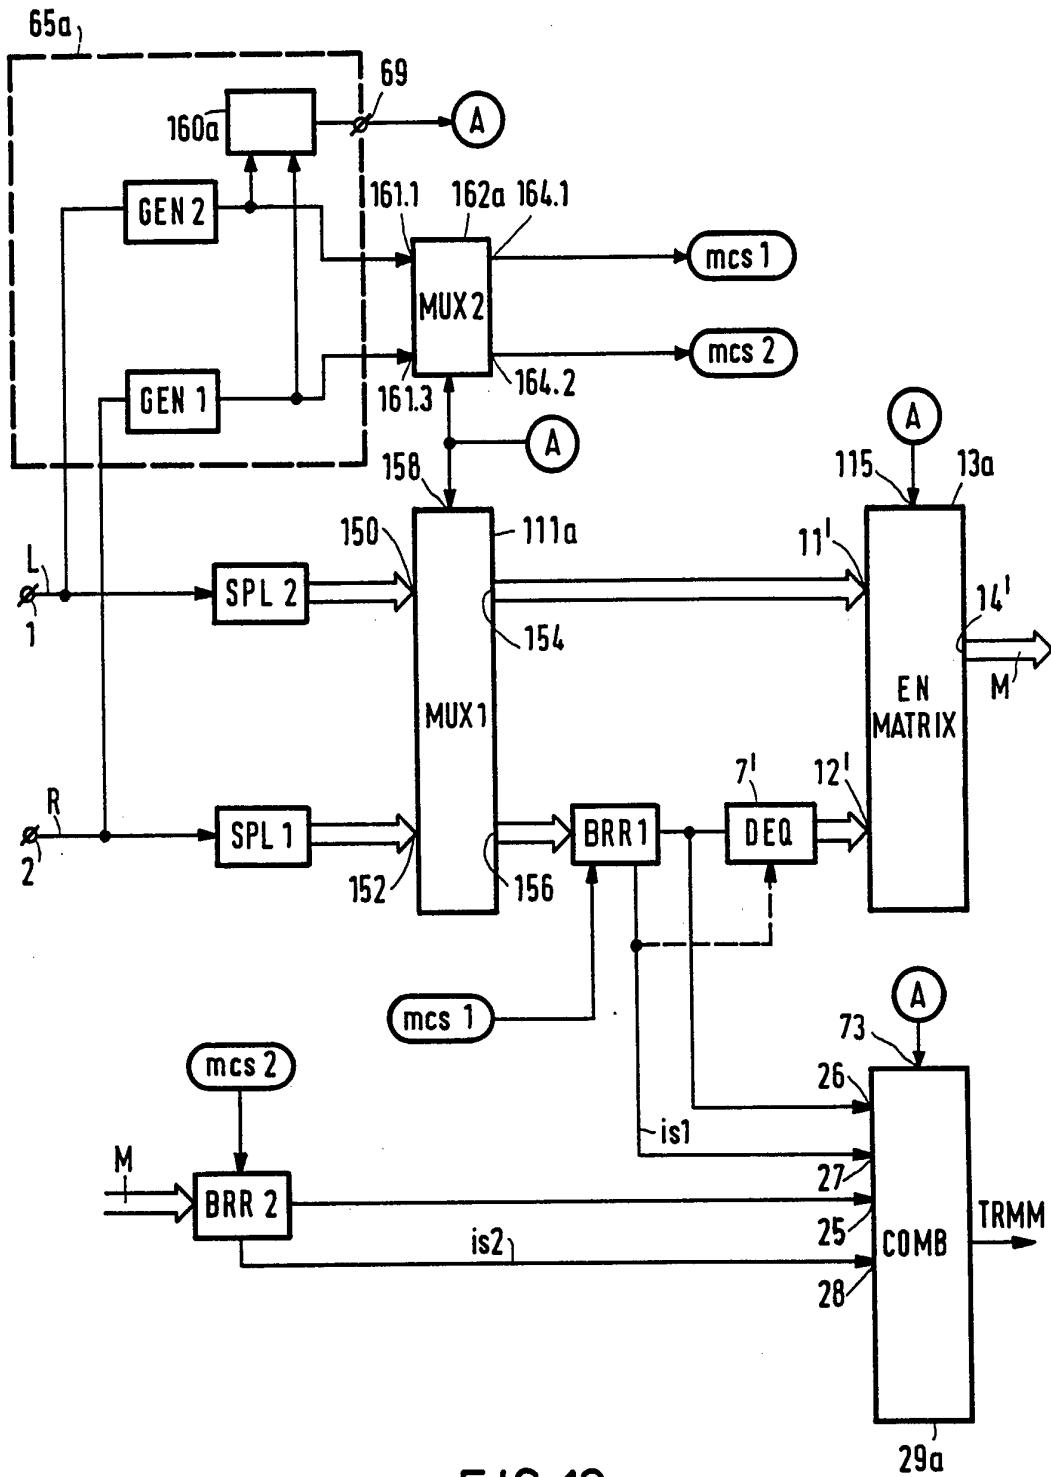 65a
69
160a
A
GEN 2
161.1
162a
164.1
mcs 1
MUX 2
mcs 2
GEN 1
161.3
164.2
A
A
158
115
13a
150
111a
11'
L
SPL 2
14'
1
154
M
EN
MATRIX
MUX 1
7'
12'
R
SPL 1
BRR 1
DEQ
2
152
156
A
mcs 1
73
mcs 2
26
is1
M
27
BRR 2
25
TRMM
is2
COMB
28
29a